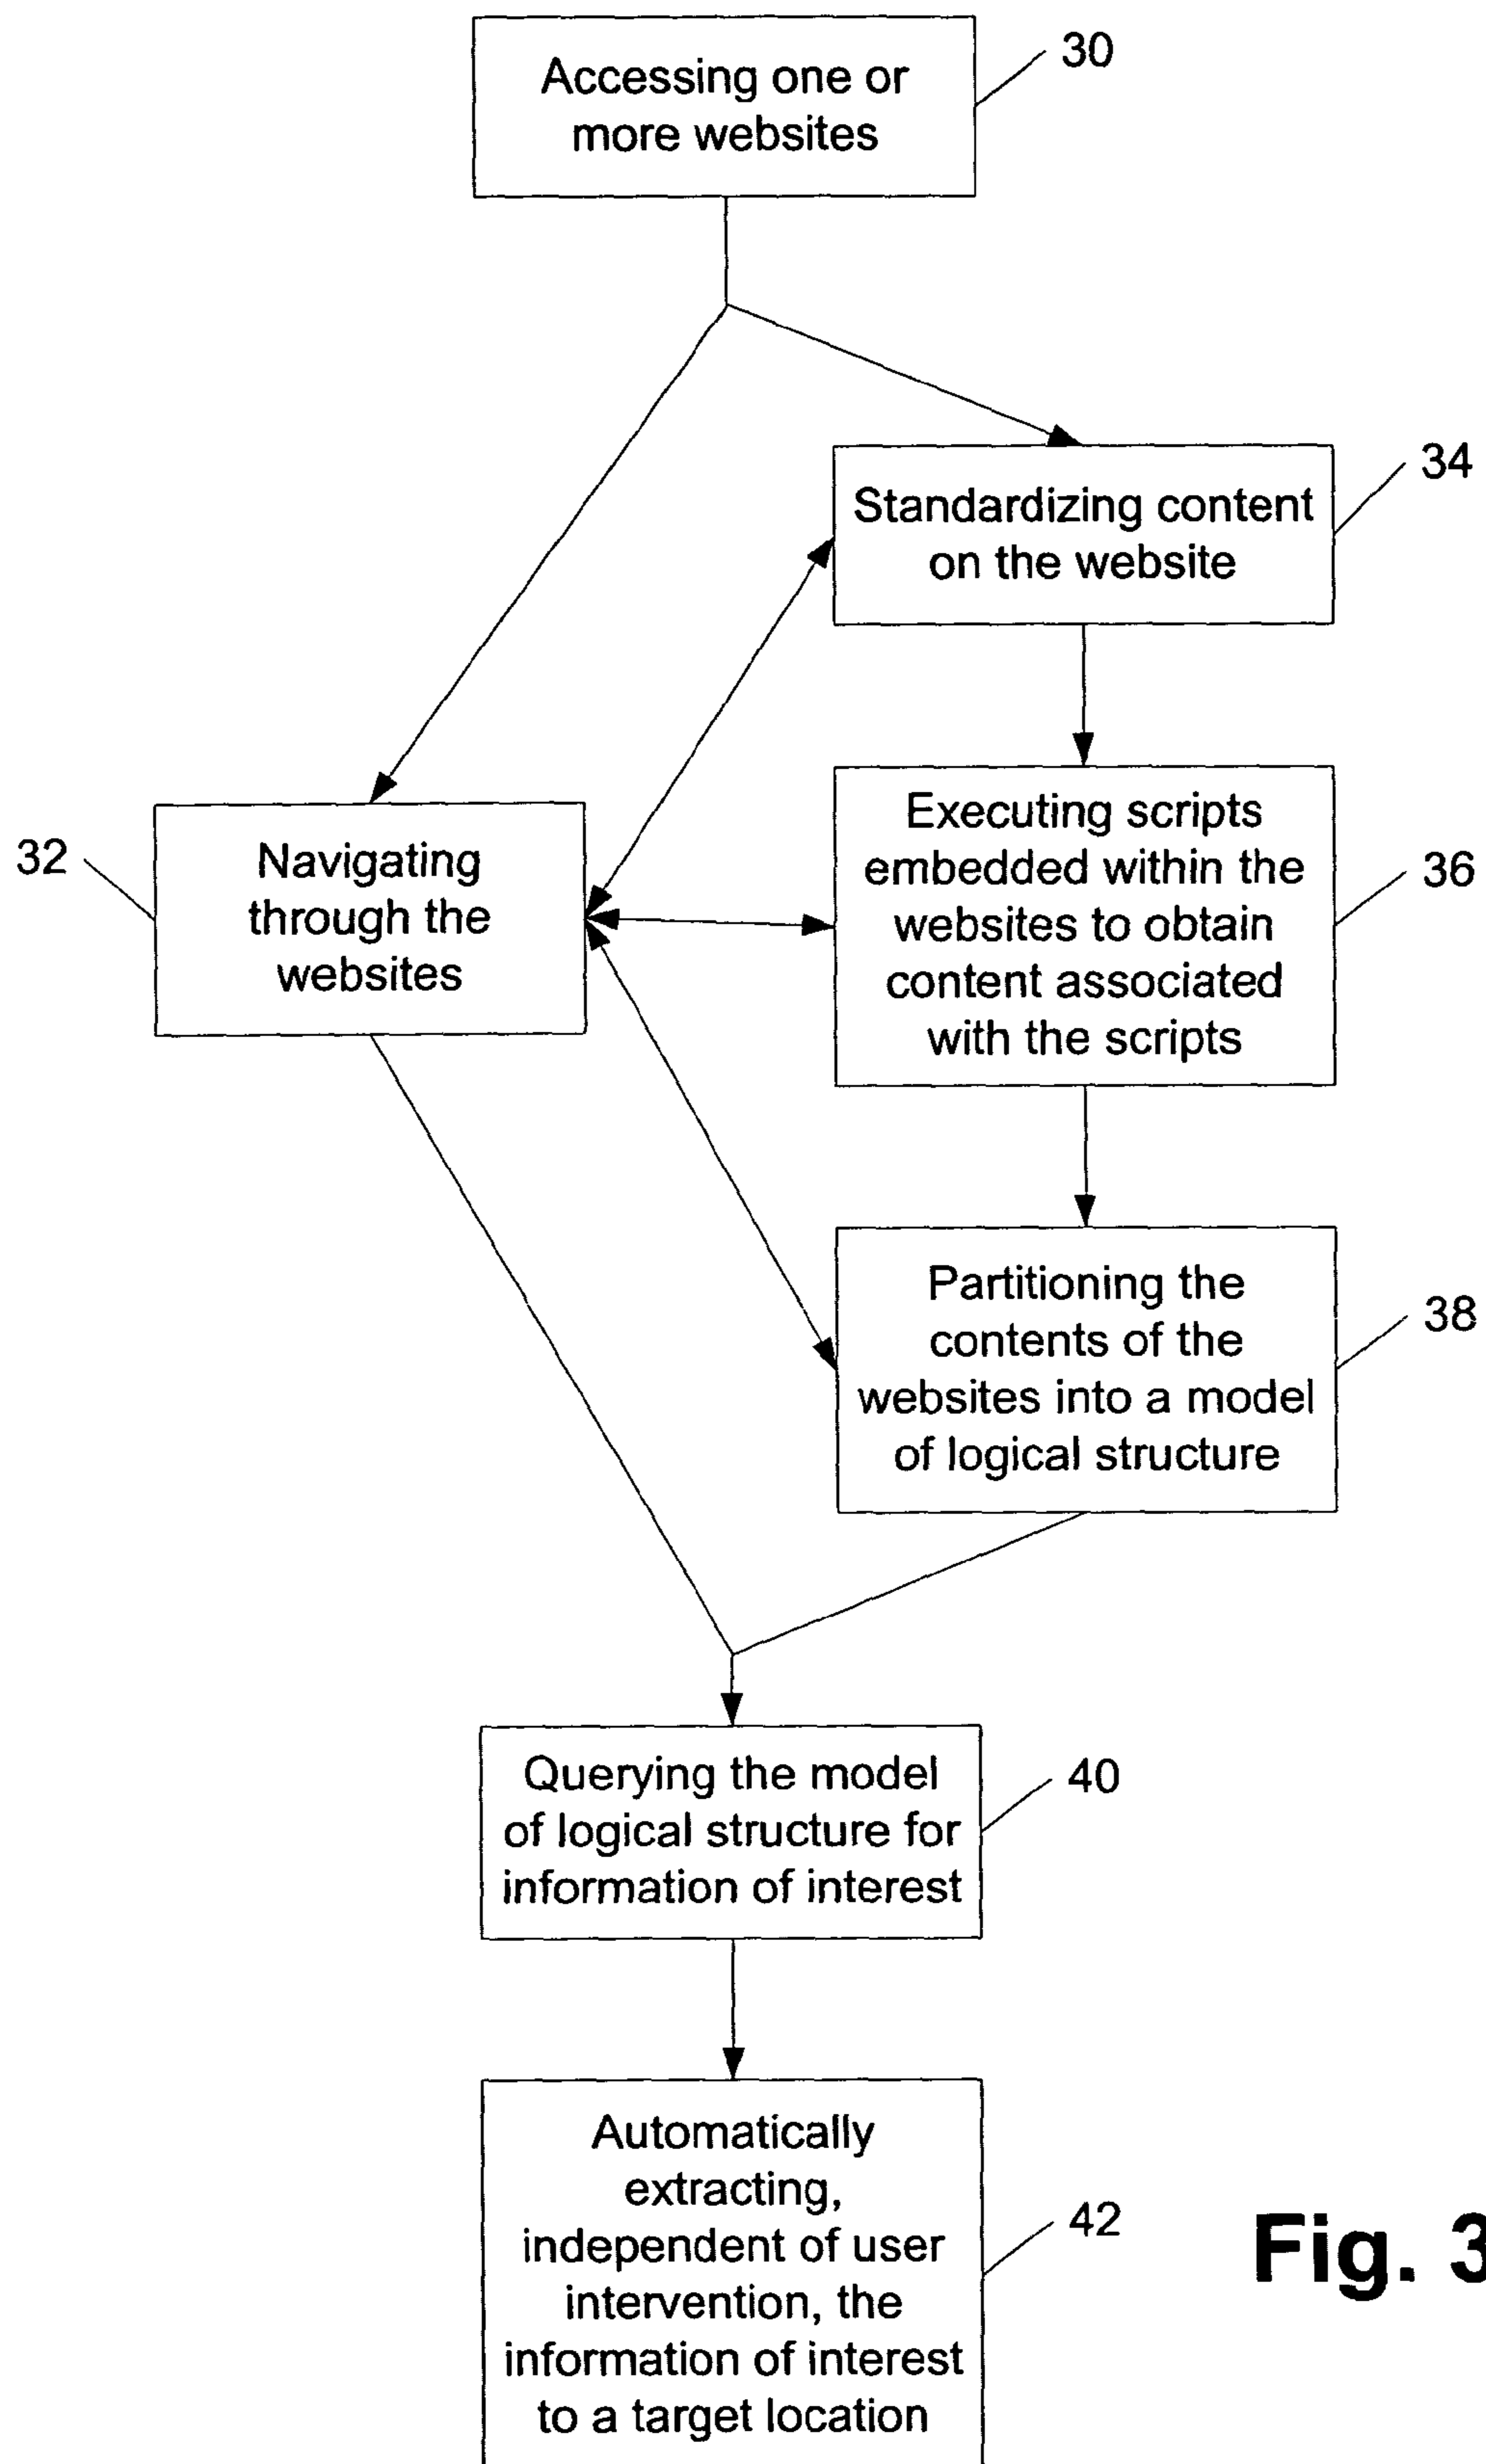 Accessing one or
more websites
30
Standardizing content
on the website
34
Navigating
through the
websites
32
Executing scripts
embedded within the
websites to obtain
content associated
with the scripts
36
Partitioning the
contents of the
websites into a model
of logical structure
38
Querying the model
of logical structure for
information of interest
40
Automatically
extracting,
independent of user
intervention, the
information of interest
to a target location
42
Fig. 3